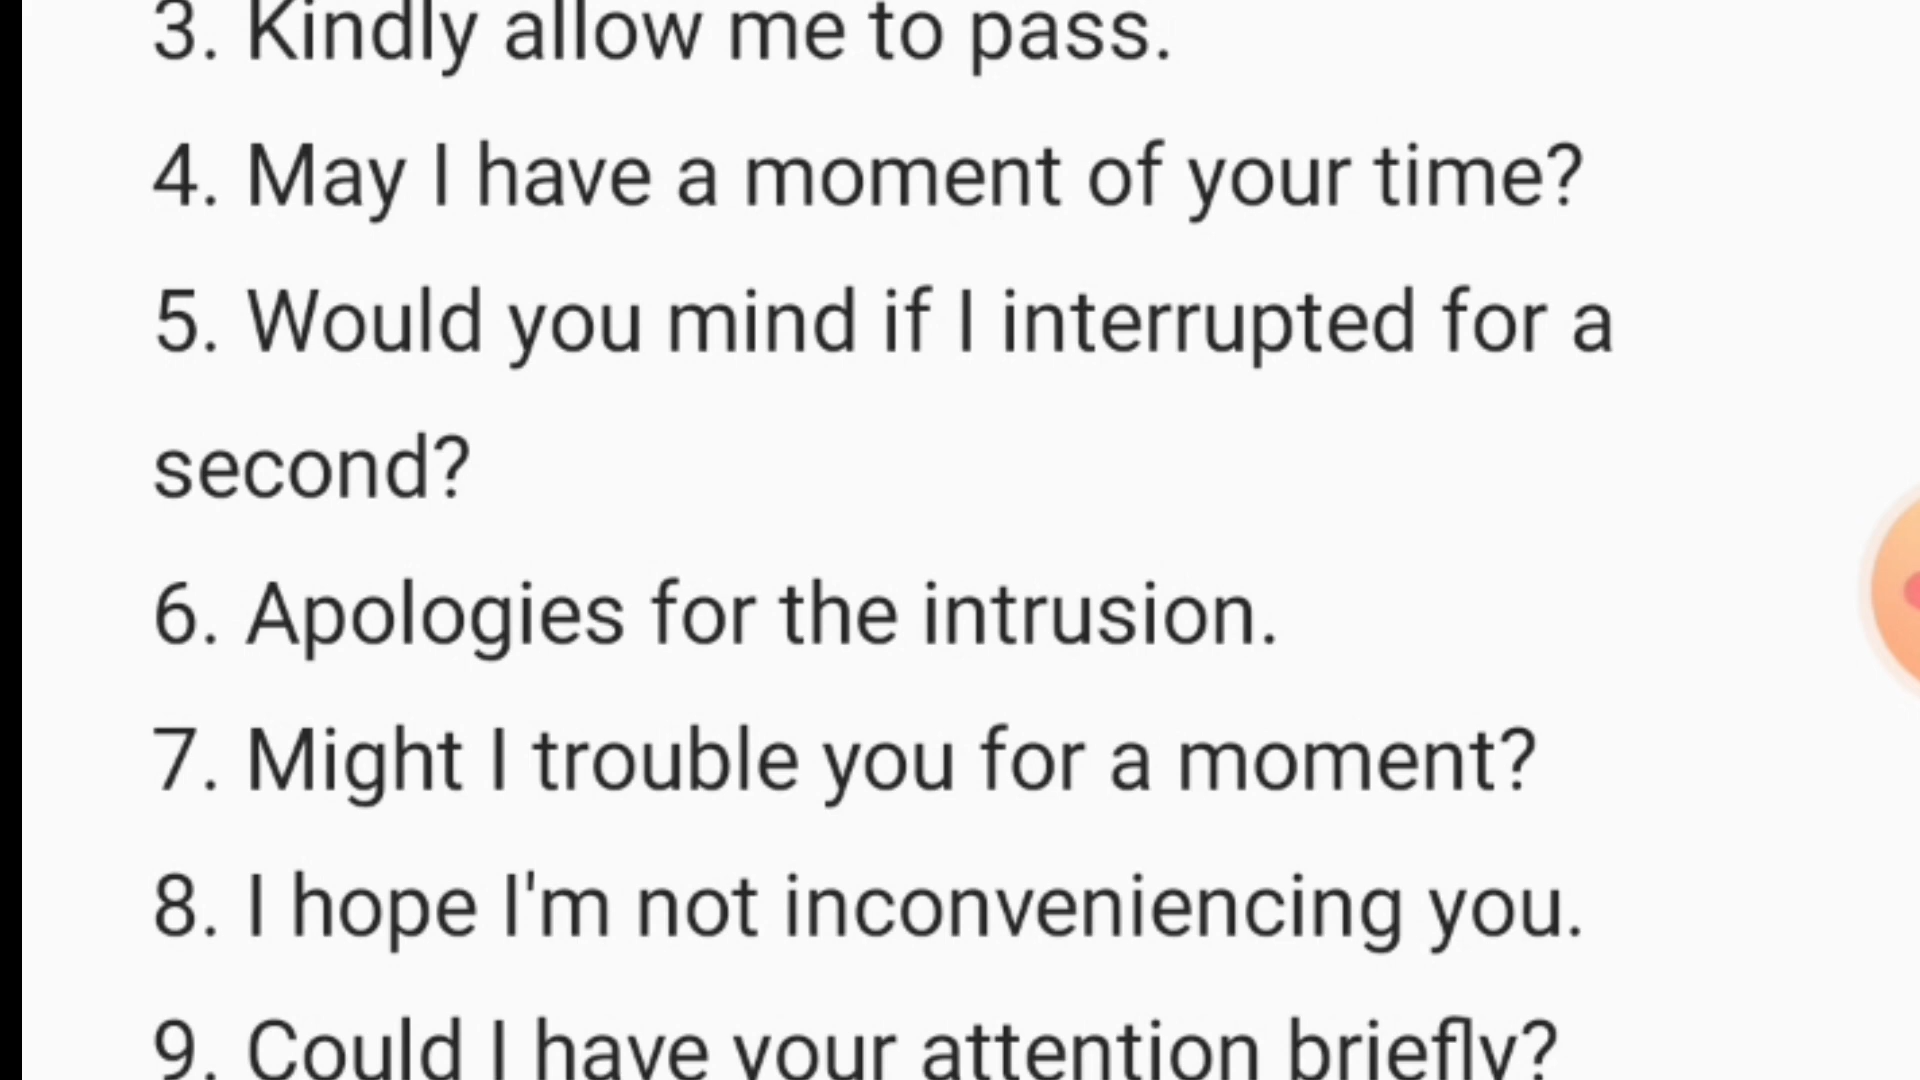 3. Kindly allow me to pass.
4. May I have a moment of your time?
5. Would you mind if I interrupted for a
second?
6. Apologies for the intrusion.
7. Might I trouble you for a moment?
8. I hope I'm not inconveniencing you.
9. Could I have your attention briefly?